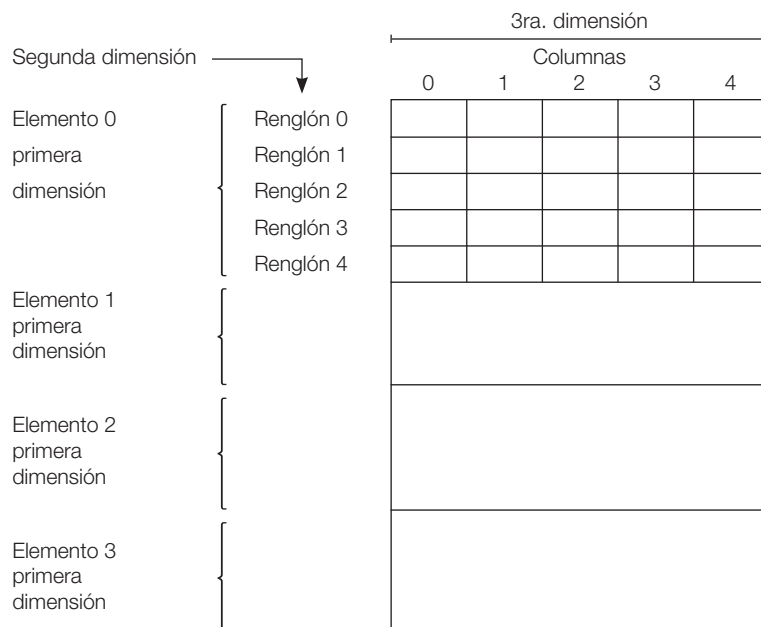 3ra. dimensión
Segunda dimensión
Columnas
0 1 2 3 4
Elemento 0 Renglón 0
primera Renglón 1
dimensión Renglón 2
Renglón 3
Renglón 4
Elemento 1
primera
dimensión
Elemento 2
primera
dimensión
Elemento 3
primera
dimensión